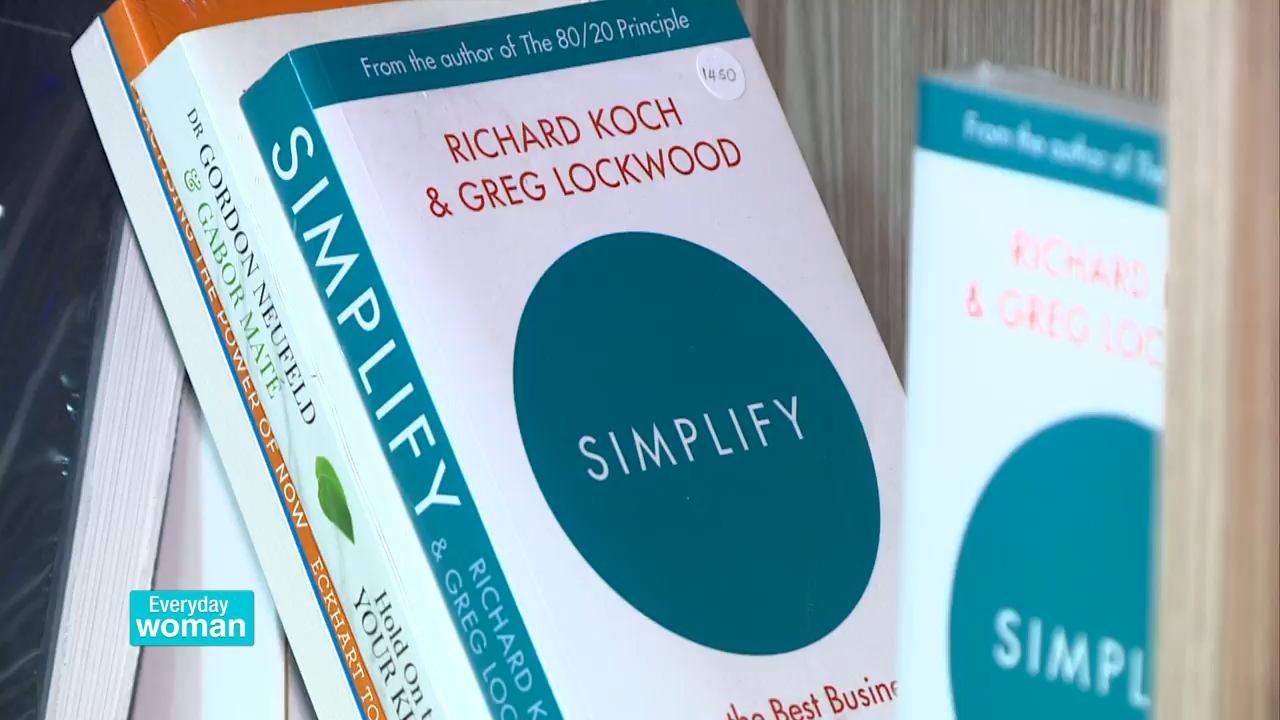 From the author of The 80/20 Principle
14.50
RICHARD KOCH
& GREG LOCKWOOD
SIMPLIFY
the Best Busine
SIMPLIFY
RICHARD K
& GREG LOC
DR GORDON NEUFELD
& GABOR MATÉ
Hold On t
YOUR KI
PRACTISING THE POWER OF NOW ECKHART TO
From the author of The
RICHARD
& GREG LOC
SIMPL
Everyday
woman